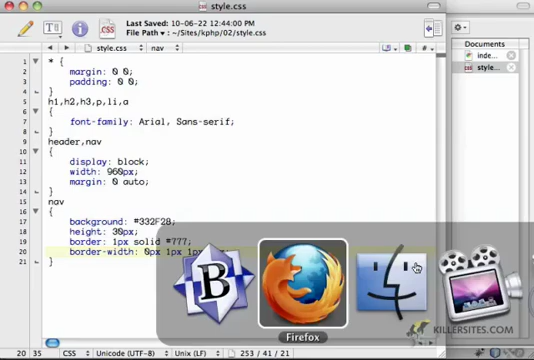 style.css
Last Saved: 10-06-22 12:44:00 PM
File Path: ~/Sites/kphp/02/style.css
style.css
nav
Documents
inde...
style...
1 * {
2 margin: 0 0;
3 padding: 0 0;
4 }
5 h1,h2,h3,p,li,a
6 {
7 font-family: Arial, Sans-serif;
8 }
9 header,nav
10 {
11 display: block;
12 width: 960px;
13 margin: 0 auto;
14 }
15 nav
16 {
17 background: #332F28;
18 height: 30px;
19 border: 1px solid #777;
20 border-width: 0px 1px 1p
21 }
B
Firefox
KILLERSITES.COM
20 35 CSS Unicode (UTF-8) Unix (LF) 253 / 41 / 21